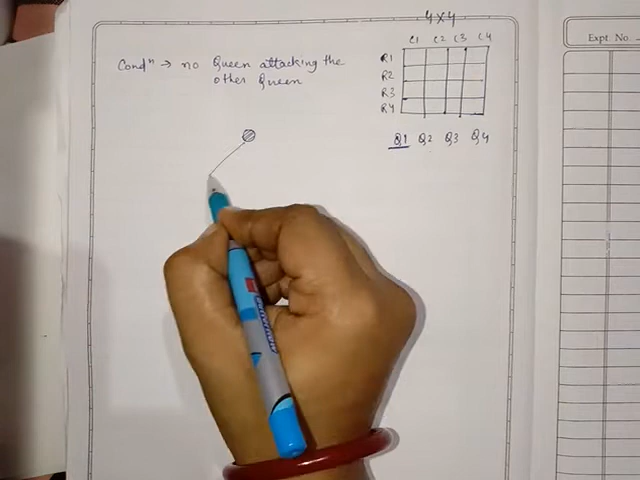 4x4
C1 C2 C3 C4
Condⁿ → no Queen attacking the
other Queen
R1
R2
R3
R4
Q1 Q2 Q3 Q4
Expt. No.